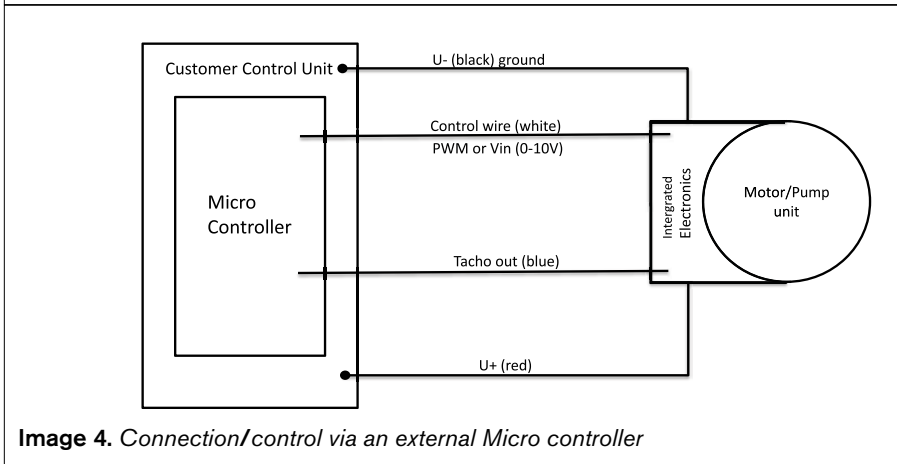 Customer Control Unit
U- (black) ground
Control wire (white)
PWM or Vin (0-10V)
Micro
Controller
Intergrated
Electronics
Motor/Pump
unit
Tacho out (blue)
U+ (red)
Image 4. Connection/control via an external Micro controller